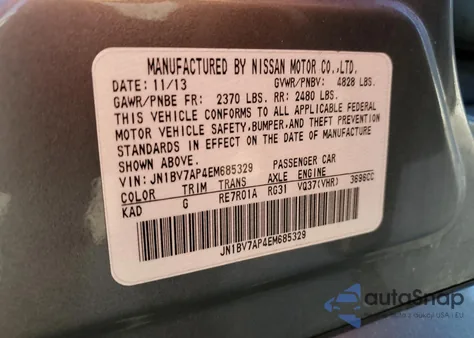 MANUFACTURED BY NISSAN MOTOR CO.,LTD.
DATE: 11/13 GVWR/PNBV: 4828 LBS.
GAWR/PNBE FR: 2370 LBS. RR: 2480 LBS.
THIS VEHICLE CONFORMS TO ALL APPLICABLE FEDERAL
MOTOR VEHICLE SAFETY, BUMPER, AND THEFT PREVENTION
STANDARDS IN EFFECT ON THE DATE OF MANUFACTURE
SHOWN ABOVE.
VIN: JN1BV7AP4EM685329 PASSENGER CAR
COLOR TRIM TRANS AXLE ENGINE
KAD G RE7R01A RG31 VQ37(VHR) 3696CC
JN1BV7AP4EM685329
autoSnap
USA i EU